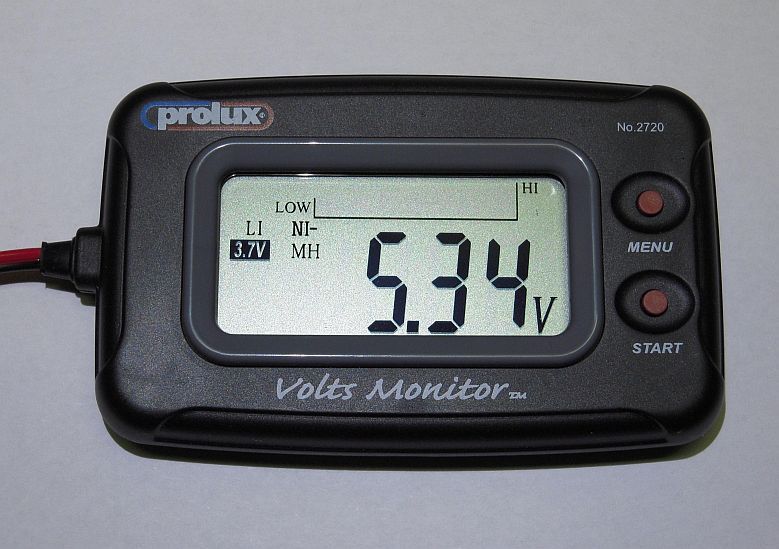 prolux®
No.2720
HI
LOW
LI NI-
3.7V MH
5.34V
MENU
START
Volts Monitor™